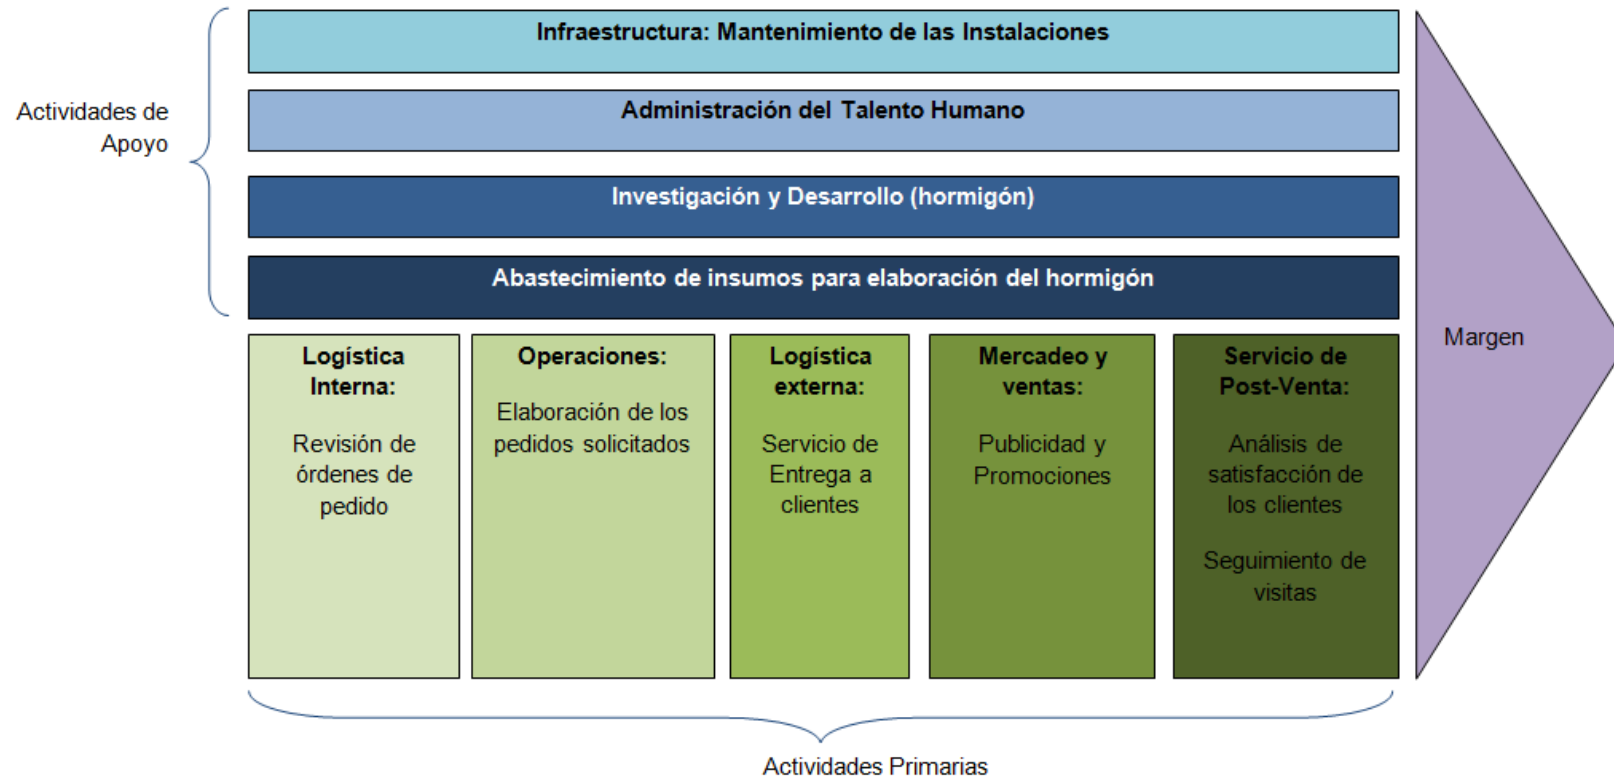 Infraestructura: Mantenimiento de las Instalaciones
Actividades de
Apoyo
Administración del Talento Humano
Investigación y Desarrollo (hormigón)
Abastecimiento de insumos para elaboración del hormigón
Logística
Interna:
Revisión de
órdenes de
pedido
Operaciones:
Elaboración de los
pedidos solicitados
Logística
externa:
Servicio de
Entrega a
clientes
Mercadeo y
ventas:
Publicidad y
Promociones
Servicio de
Post-Venta:
Análisis de
satisfacción de
los clientes
Seguimiento de
visitas
Margen
Actividades Primarias